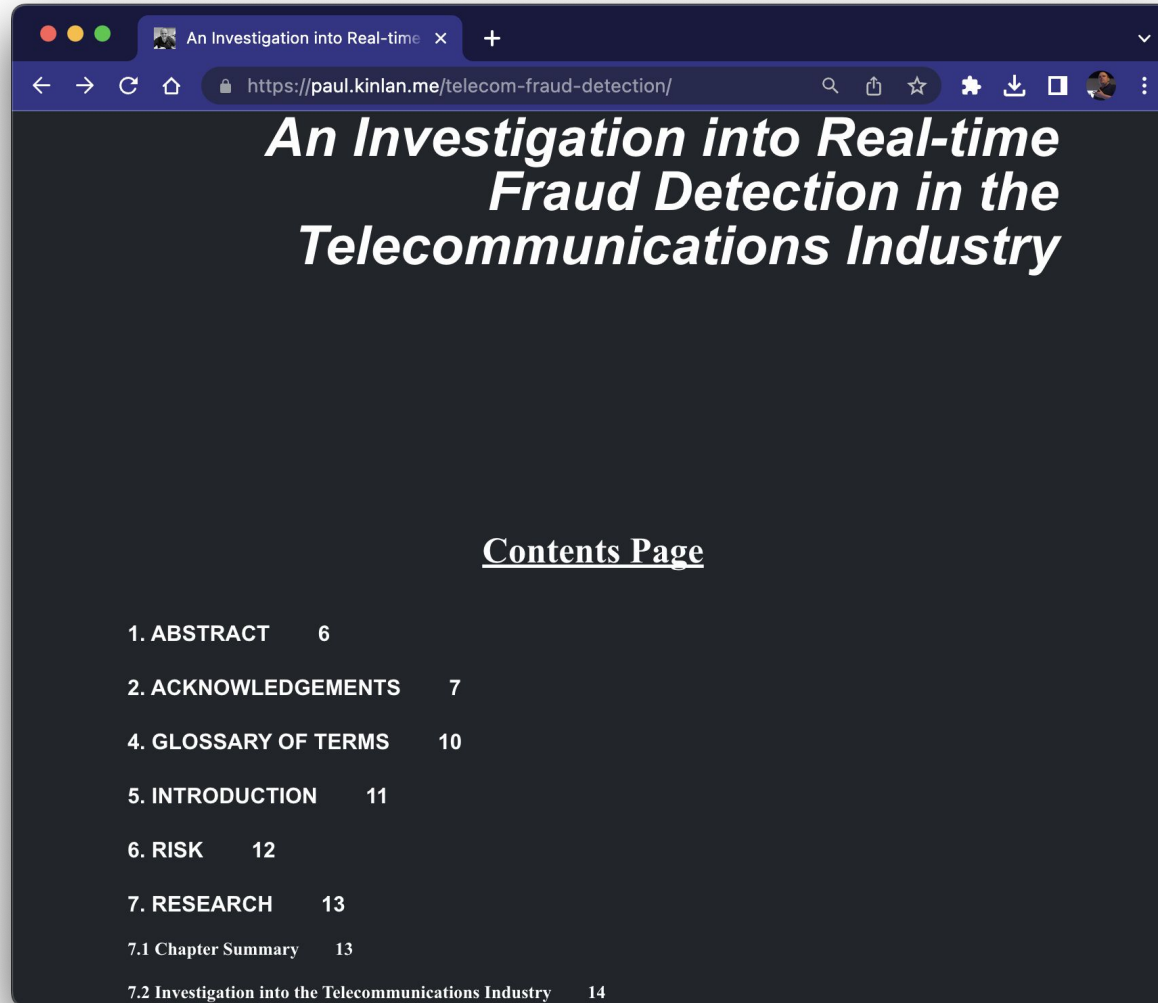 An Investigation into Real-time
https://paul.kinlan.me/telecom-fraud-detection/
An Investigation into Real-time
Fraud Detection in the
Telecommunications Industry
Contents Page
1. ABSTRACT 6
2. ACKNOWLEDGEMENTS 7
4. GLOSSARY OF TERMS 10
5. INTRODUCTION 11
6. RISK 12
7. RESEARCH 13
7.1 Chapter Summary 13
7.2 Investigation into the Telecommunications Industry 14